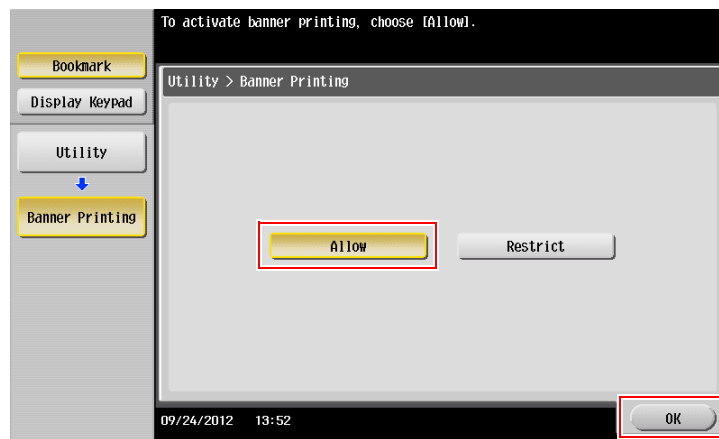 To activate banner printing, choose [Allow].
Bookmark
Display Keypad
Utility
Banner Printing
Utility > Banner Printing
Allow
Restrict
09/24/2012 13:52
OK